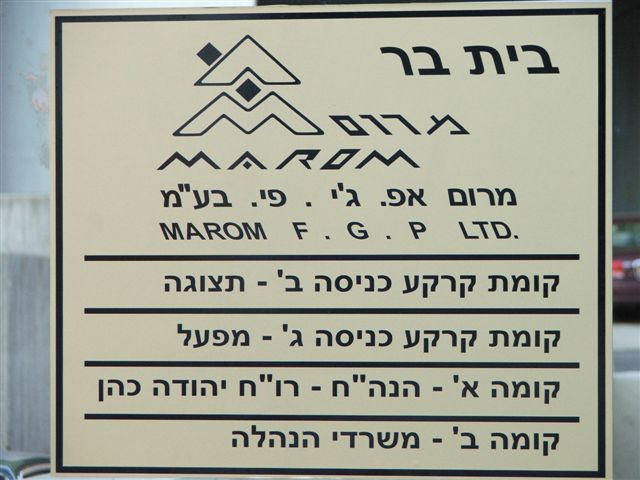 בית בר
מרום
MAROM
מרום אפ. ג'י . פי. בע"מ
MAROM F . G . P LTD.
קומת קרקע כניסה ב' - תצוגה
קומת קרקע כניסה ג' - מפעל
קומה א' - הנה"ח - רו"ח יהודה כהן
קומה ב' - משרדי הנהלה